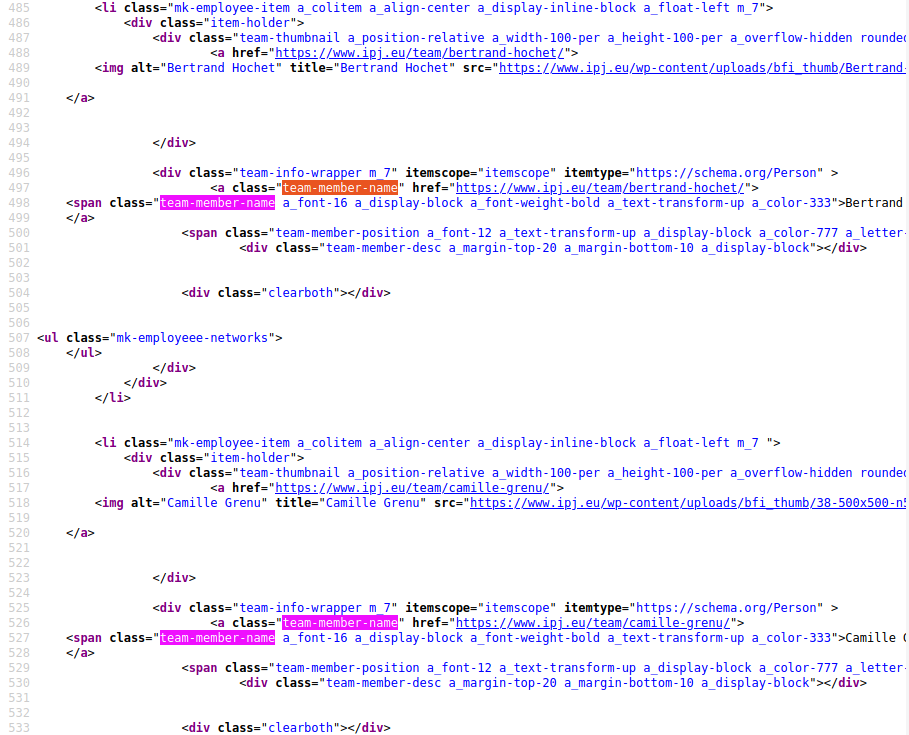 485 <li class="mk-employee-item a_colitem a_align-center a_display-inline-block a_float-left m_7">
486 <div class="item-holder">
487 <div class="team-thumbnail a_position-relative a_width-100-per a_height-100-per a_overflow-hidden rounded
488 <a href="https://www.ipj.eu/team/bertrand-hochet/">
489 <img alt="Bertrand Hochet" title="Bertrand Hochet" src="https://www.ipj.eu/wp-content/uploads/bfi_thumb/Bertrand-
490
491 </a>
492
493
494 </div>
495
496 <div class="team-info-wrapper m_7" itemscope="itemscope" itemtype="https://schema.org/Person" >
497 <a class="team-member-name" href="https://www.ipj.eu/team/bertrand-hochet/">
498 <span class="team-member-name a_font-16 a_display-block a_font-weight-bold a_text-transform-up a_color-333">Bertrand
499 </a>
500 <span class="team-member-position a_font-12 a_text-transform-up a_display-block a_color-777 a_letter-
501 <div class="team-member-desc a_margin-top-20 a_margin-bottom-10 a_display-block"></div>
502
503
504 <div class="clearboth"></div>
505
506
507 <ul class="mk-employeee-networks">
508 </ul>
509 </div>
510 </div>
511 </li>
512
513
514 <li class="mk-employee-item a_colitem a_align-center a_display-inline-block a_float-left m_7 ">
515 <div class="item-holder">
516 <div class="team-thumbnail a_position-relative a_width-100-per a_height-100-per a_overflow-hidden rounded
517 <a href="https://www.ipj.eu/team/camille-grenu/">
518 <img alt="Camille Grenu" title="Camille Grenu" src="https://www.ipj.eu/wp-content/uploads/bfi_thumb/38-500x500-n5
519
520 </a>
521
522
523 </div>
524
525 <div class="team-info-wrapper m_7" itemscope="itemscope" itemtype="https://schema.org/Person" >
526 <a class="team-member-name" href="https://www.ipj.eu/team/camille-grenu/">
527 <span class="team-member-name a_font-16 a_display-block a_font-weight-bold a_text-transform-up a_color-333">Camille
528 </a>
529 <span class="team-member-position a_font-12 a_text-transform-up a_display-block a_color-777 a_letter-
530 <div class="team-member-desc a_margin-top-20 a_margin-bottom-10 a_display-block"></div>
531
532
533 <div class="clearboth"></div>